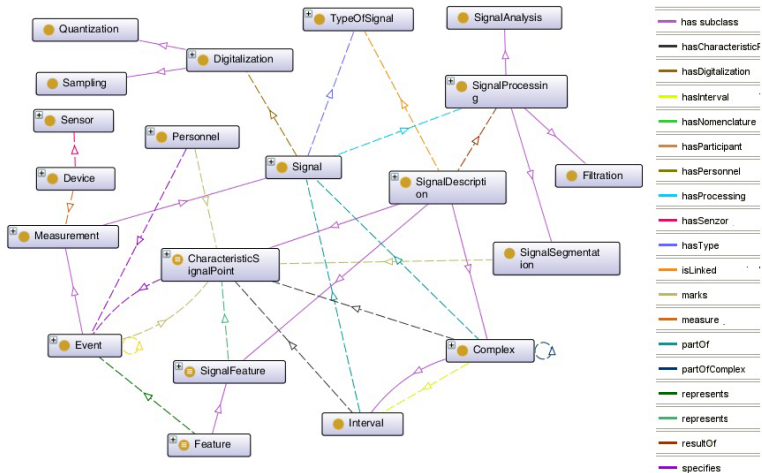 Quantization
TypeOfSignal
SignalAnalysis
Digitalization
Sampling
SignalProcessin
g
Sensor
Personnel
Signal
Device
SignalDescripti
on
Filtration
Measurement
CharacteristicS
ignalPoint
SignalSegmentat
ion
Event
Complex
SignalFeature
Interval
Feature
has subclass
hasCharacteristicF
hasDigitalization
hasInterval
hasNomenclature
hasParticipant
hasPersonnel
hasProcessing
hasSenzor
hasType
isLinked
marks
measure
partOf
partOfComplex
represents
represents
resultOf
specifies